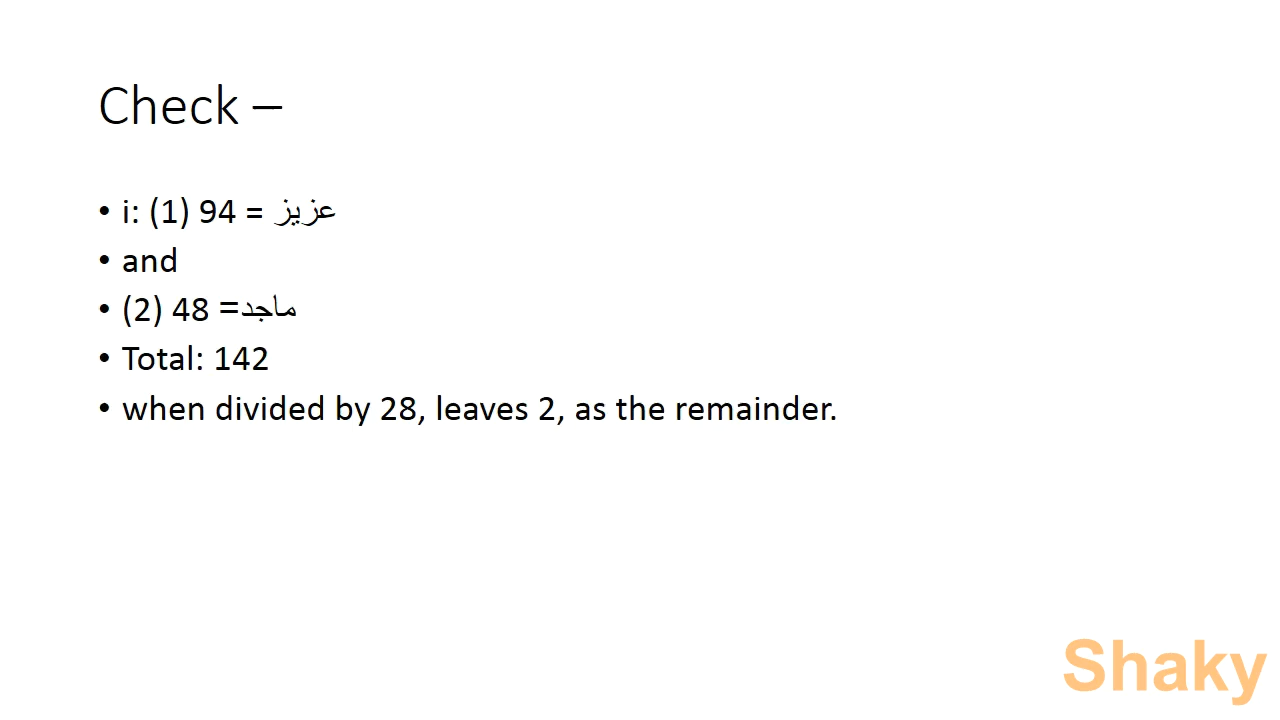 Check –
• i: (1) 94 = عزيز
• and
• (2) 48 =ماجد
• Total: 142
• when divided by 28, leaves 2, as the remainder.
Shaky